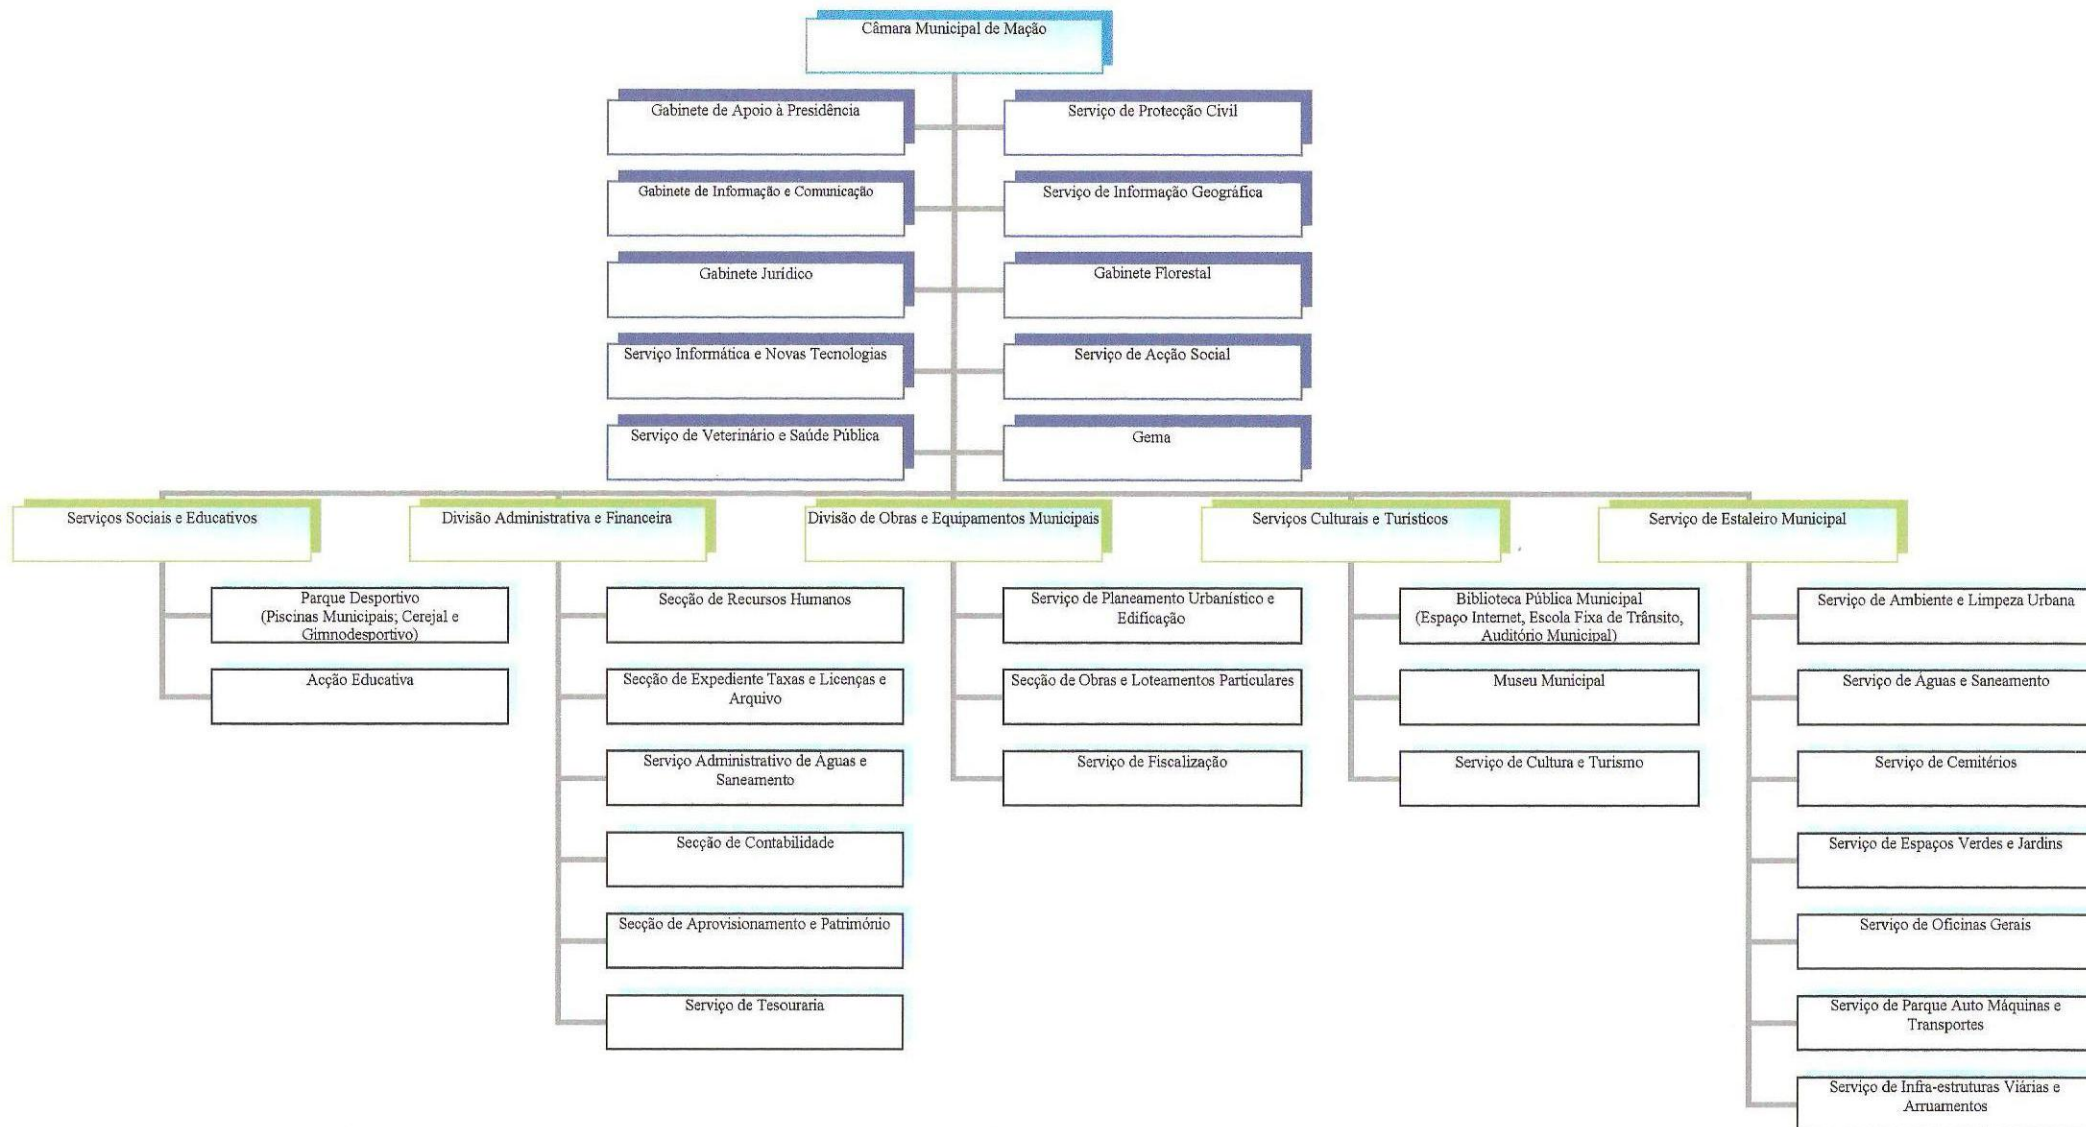 Câmara Municipal de Mação
Gabinete de Apoio à Presidência
Serviço de Protecção Civil
Gabinete de Informação e Comunicação
Serviço de Informação Geográfica
Gabinete Jurídico
Gabinete Florestal
Serviço Informática e Novas Tecnologias
Serviço de Acção Social
Serviço de Veterinário e Saúde Pública
Gema
Serviços Sociais e Educativos
Parque Desportivo
(Piscinas Municipais; Cerejal e
Gimnodesportivo)
Acção Educativa
Divisão Administrativa e Financeira
Secção de Recursos Humanos
Secção de Expediente Taxas e Licenças e
Arquivo
Serviço Administrativo de Águas e
Saneamento
Secção de Contabilidade
Secção de Aprovisionamento e Património
Serviço de Tesouraria
Divisão de Obras e Equipamentos Municipais
Serviço de Planeamento Urbanístico e
Edificação
Secção de Obras e Loteamentos Particulares
Serviço de Fiscalização
Serviços Culturais e Turísticos
Biblioteca Pública Municipal
(Espaço Internet, Escola Fixa de Trânsito,
Auditório Municipal)
Museu Municipal
Serviço de Cultura e Turismo
Serviço de Estaleiro Municipal
Serviço de Ambiente e Limpeza Urbana
Serviço de Águas e Saneamento
Serviço de Cemitérios
Serviço de Espaços Verdes e Jardins
Serviço de Oficinas Gerais
Serviço de Parque Auto Máquinas e
Transportes
Serviço de Infra-estruturas Viárias e
Arruamentos